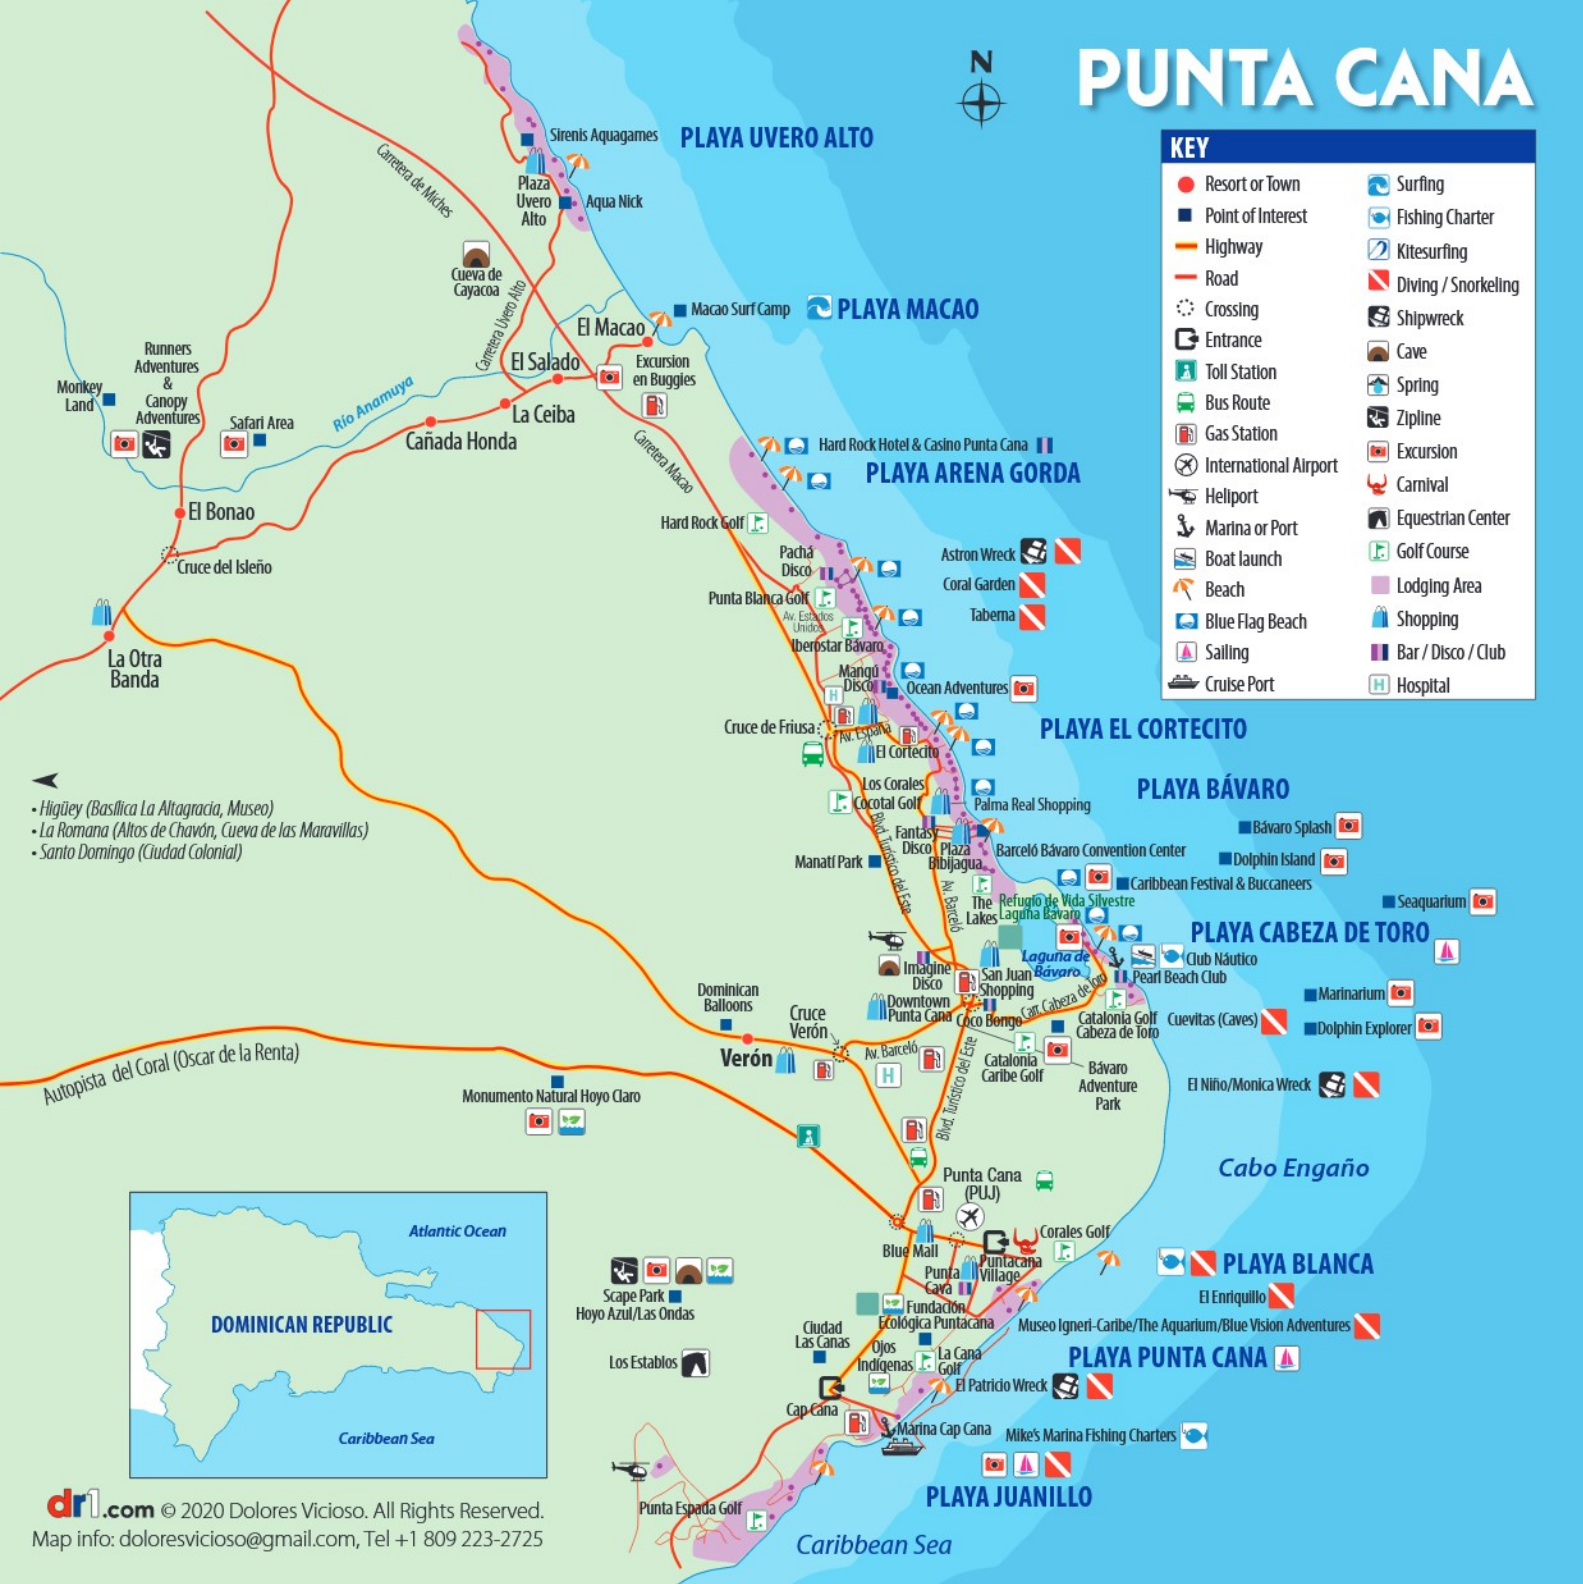 PUNTA CANA
N
KEY
Resort or Town
Point of Interest
Highway
Road
Crossing
Entrance
Toll Station
Bus Route
Gas Station
International Airport
Heliport
Marina or Port
Boat launch
Beach
Blue Flag Beach
Sailing
Cruise Port
Surfing
Fishing Charter
Kitesurfing
Diving / Snorkeling
Shipwreck
Cave
Spring
Zipline
Excursion
Carnival
Equestrian Center
Golf Course
Lodging Area
Shopping
Bar / Disco / Club
H Hospital
Sirenis Aquagames
PLAYA UVERO ALTO
Carretera de Miches
Plaza
Uvero
Alto
Aqua Nick
Cueva de
Cayacoa
Carretera Uvero Alto
Macao Surf Camp
PLAYA MACAO
El Macao
Excursion
en Buggies
El Salado
La Ceiba
Cañada Honda
Río Anamuya
Runners
Adventures
&
Canopy
Adventures
Monkey
Land
Safari Area
El Bonao
Cruce del Isleño
La Otra
Banda
Carretera Macao
Hard Rock Hotel & Casino Punta Cana
PLAYA ARENA GORDA
Hard Rock Golf
Pachá
Disco
Astron Wreck
Coral Garden
Taberna
Punta Blanca Golf
Av. Estados
Unidos
Iberostar Bávaro
Mangú
Disco
H
Ocean Adventures
Cruce de Friusa
Av. España
El Cortecito
PLAYA EL CORTECITO
Los Corales
Cocotal Golf
Palma Real Shopping
PLAYA BÁVARO
Bávaro Splash
Dolphin Island
Fantasy
Disco
Plaza
Bibijagua
Barceló Bávaro Convention Center
Manatí Park
Blvd. Turístico del Este
Av. Barceló
Caribbean Festival & Buccaneers
Seaquarium
The
Lakes
Refugio de Vida Silvestre
Laguna Bávaro
PLAYA CABEZA DE TORO
Laguna de
Bávaro
Club Náutico
Pearl Beach Club
Imagine
Disco
San Juan
Shopping
Downtown
Punta Cana
Coco Bongo
Carr. Cabeza de Toro
Catalonia Golf
Cabeza de Toro
Cuevitas (Caves)
Marinarium
Dolphin Explorer
Dominican
Balloons
Cruce
Verón
Verón
Av. Barceló
H
Catalonia
Caribe Golf
Bávaro
Adventure
Park
El Niño/Monica Wreck
Blvd. Turístico del Este
Cabo Engaño
• Higüey (Basílica La Altagracia, Museo)
• La Romana (Altos de Chavón, Cueva de las Maravillas)
• Santo Domingo (Ciudad Colonial)
Autopista del Coral (Oscar de la Renta)
Monumento Natural Hoyo Claro
Punta Cana
(PUJ)
Corales Golf
Blue Mall
Puntacana
Village
Punta
Cava
PLAYA BLANCA
El Enriquillo
Scape Park
Hoyo Azul/Las Ondas
Fundación
Ecológica Puntacana
Museo Igneri-Caribe/The Aquarium/Blue Vision Adventures
Ciudad
Las Canas
Ojos
Indígenas
La Cana
Golf
PLAYA PUNTA CANA
Los Establos
El Patricio Wreck
Cap Cana
Marina Cap Cana
Mike's Marina Fishing Charters
PLAYA JUANILLO
Punta Espada Golf
Caribbean Sea
Atlantic Ocean
DOMINICAN REPUBLIC
Caribbean Sea
dr1.com © 2020 Dolores Vicioso. All Rights Reserved.
Map info: doloresvicioso@gmail.com, Tel +1 809 223-2725